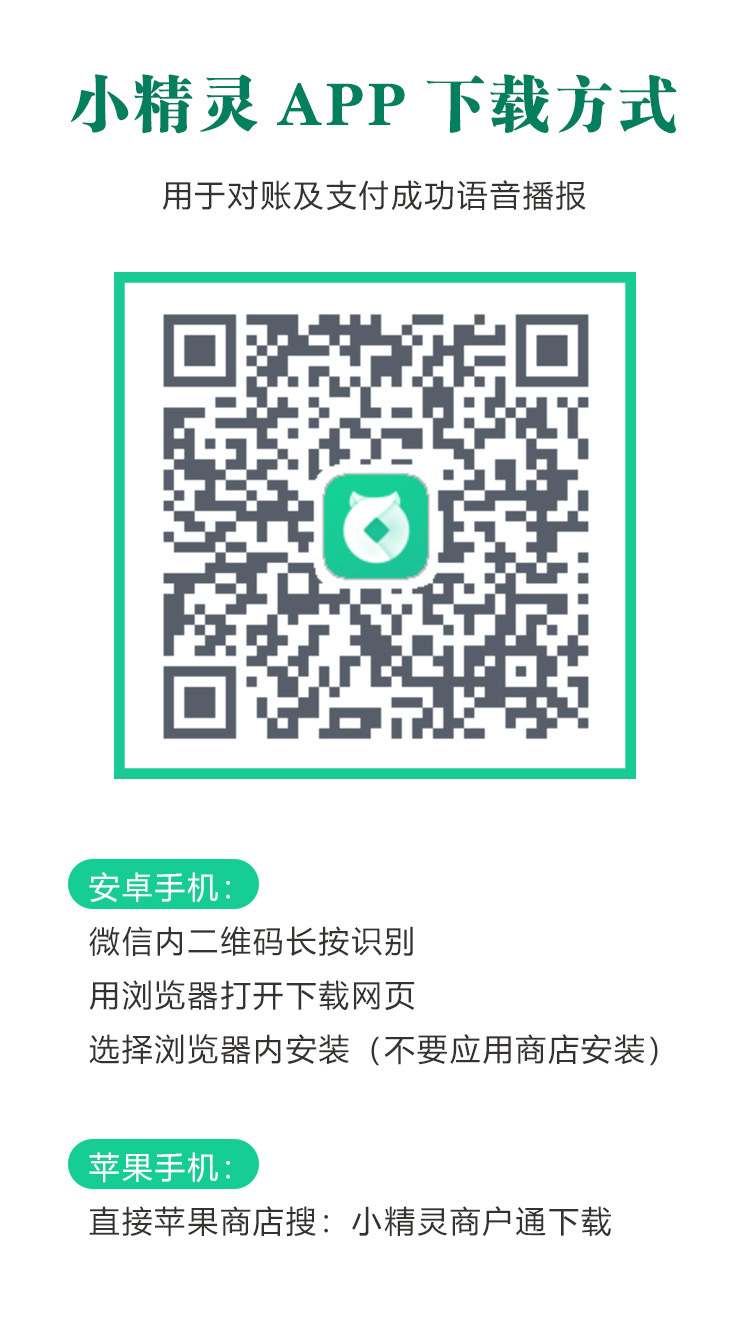 小精灵 APP 下载方式
用于对账及支付成功语音播报
安卓手机：
微信内二维码长按识别
用浏览器打开下载网页
选择浏览器内安装（不要应用商店安装）
苹果手机：
直接苹果商店搜：小精灵商户通下载